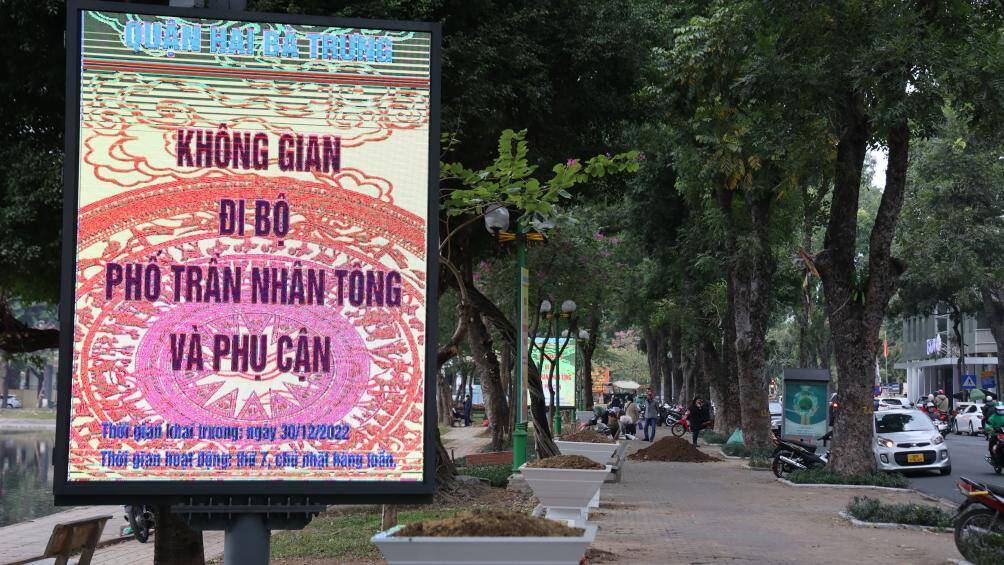 QUẬN HAI BÀ TRƯNG
KHÔNG GIAN
ĐI BỘ
PHỐ TRẦN NHÂN TÔNG
VÀ PHỤ CẬN
Thời gian khai trương: ngày 30/12/2022
Thời gian hoạt động: thứ 7, chủ nhật hàng tuần